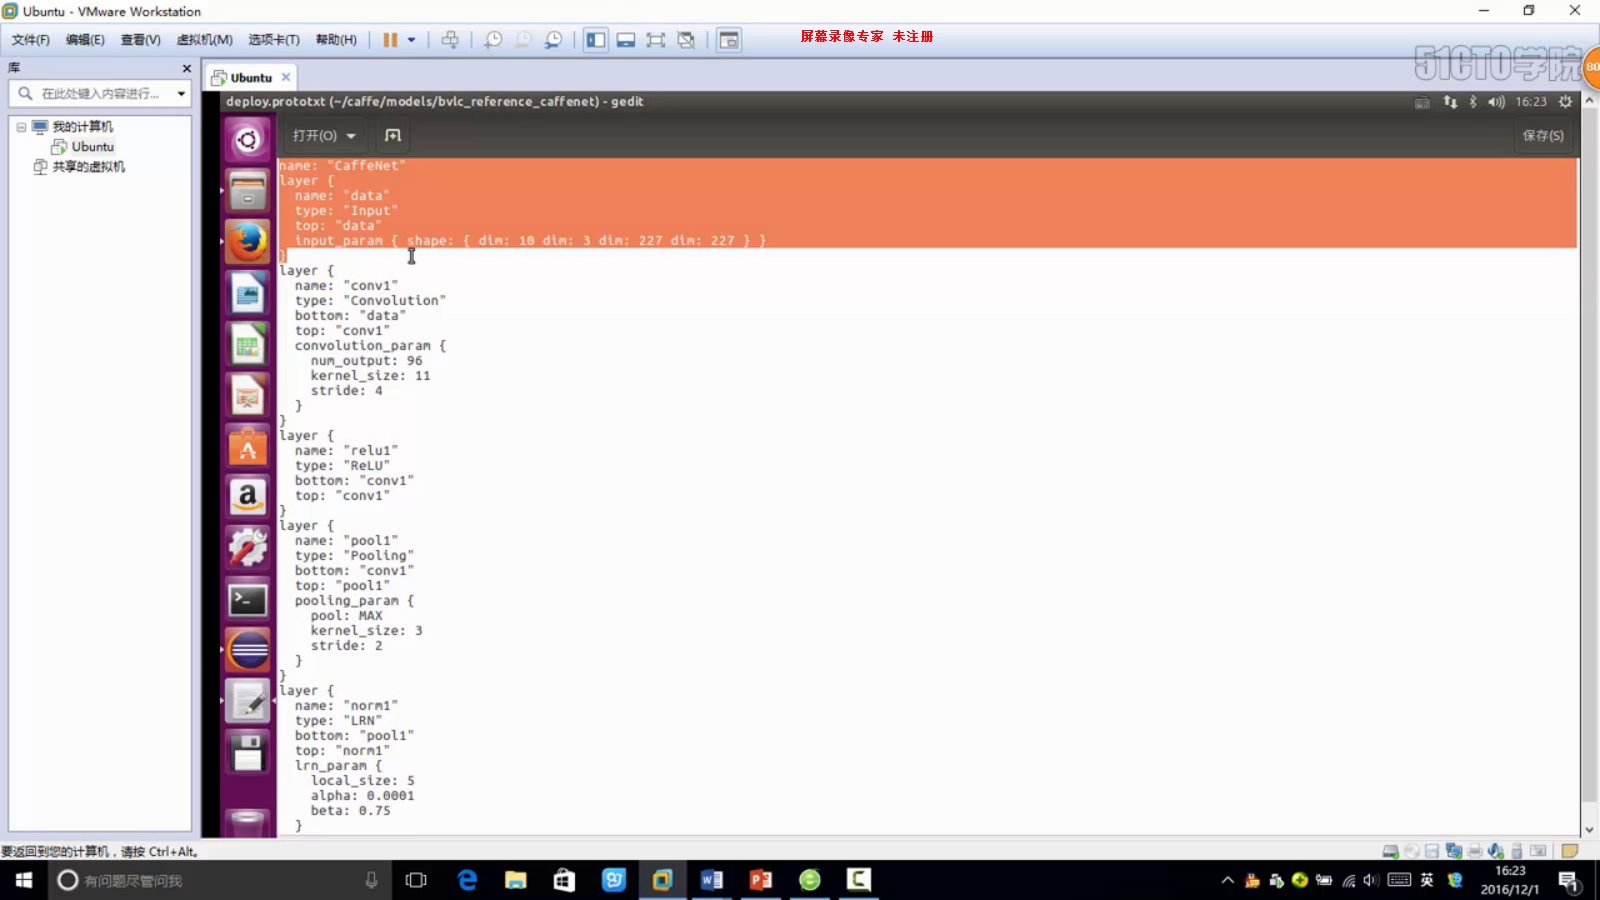 Ubuntu - VMware Workstation
文件(F) 编辑(E) 查看(V) 虚拟机(M) 选项卡(T) 帮助(H)
屏幕录像专家 未注册
51CTO学院
80
库
Ubuntu
在此处键入内容进行...
我的计算机
Ubuntu
共享的虚拟机
deploy.prototxt (~/caffe/models/bvlc_reference_caffenet) - gedit
16:23
打开(O)
保存(S)
name: "CaffeNet"
layer {
  name: "data"
  type: "Input"
  top: "data"
  input_param { shape: { dim: 10 dim: 3 dim: 227 dim: 227 } }
}
layer {
  name: "conv1"
  type: "Convolution"
  bottom: "data"
  top: "conv1"
  convolution_param {
    num_output: 96
    kernel_size: 11
    stride: 4
  }
}
layer {
  name: "relu1"
  type: "ReLU"
  bottom: "conv1"
  top: "conv1"
}
layer {
  name: "pool1"
  type: "Pooling"
  bottom: "conv1"
  top: "pool1"
  pooling_param {
    pool: MAX
    kernel_size: 3
    stride: 2
  }
}
layer {
  name: "norm1"
  type: "LRN"
  bottom: "pool1"
  top: "norm1"
  lrn_param {
    local_size: 5
    alpha: 0.0001
    beta: 0.75
  }
要返回到您的计算机，请按 Ctrl+Alt。
有问题尽管问我
英
16:23
2016/12/1
1